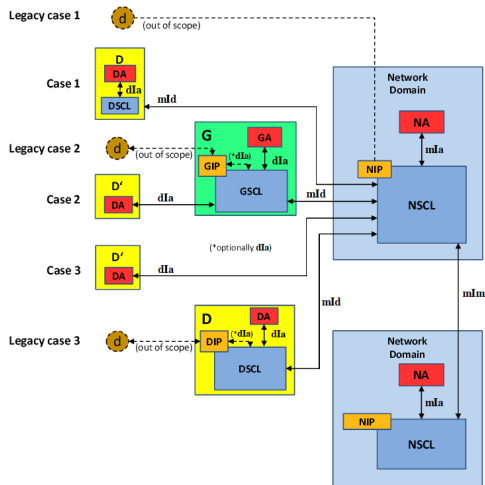 Legacy case 1
d
(out of scope)
Case 1
D
DA
dIa
DSCL
mId
Network
Domain
NA
mIa
NIP
NSCL
Legacy case 2
d
(out of scope)
G
GA
GIP
(*dIa)
dIa
GSCL
mId
Case 2
D'
DA
dIa
(*optionally dIa)
Case 3
D'
DA
dIa
mId
mIm
Legacy case 3
d
(out of scope)
D
DA
DIP
(*dIa)
dIa
DSCL
Network
Domain
NA
mIa
NIP
NSCL